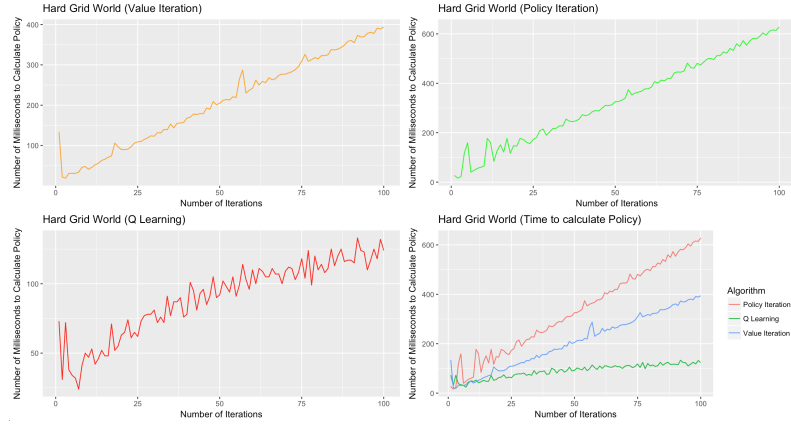 Hard Grid World (Value Iteration)
Number of Milliseconds to Calculate Policy
400
300
200
100
0
25
50
75
100
Number of Iterations
Hard Grid World (Policy Iteration)
Number of Milliseconds to Calculate Policy
600
400
200
0
0
25
50
75
100
Number of Iterations
Hard Grid World (Q Learning)
Number of Milliseconds to Calculate Policy
100
50
0
25
50
75
100
Number of Iterations
Hard Grid World (Time to calculate Policy)
Number of Milliseconds to Calculate Policy
600
400
200
0
0
25
50
75
100
Number of Iterations
Algorithm
Policy Iteration
Q Learning
Value Iteration